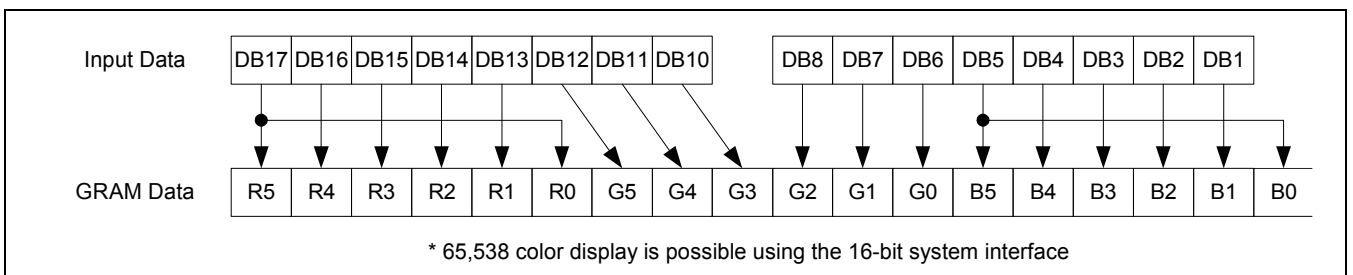 Input Data DB17 DB16 DB15 DB14 DB13 DB12 DB11 DB10 DB8 DB7 DB6 DB5 DB4 DB3 DB2 DB1
GRAM Data R5 R4 R3 R2 R1 R0 G5 G4 G3 G2 G1 G0 B5 B4 B3 B2 B1 B0
* 65,538 color display is possible using the 16-bit system interface